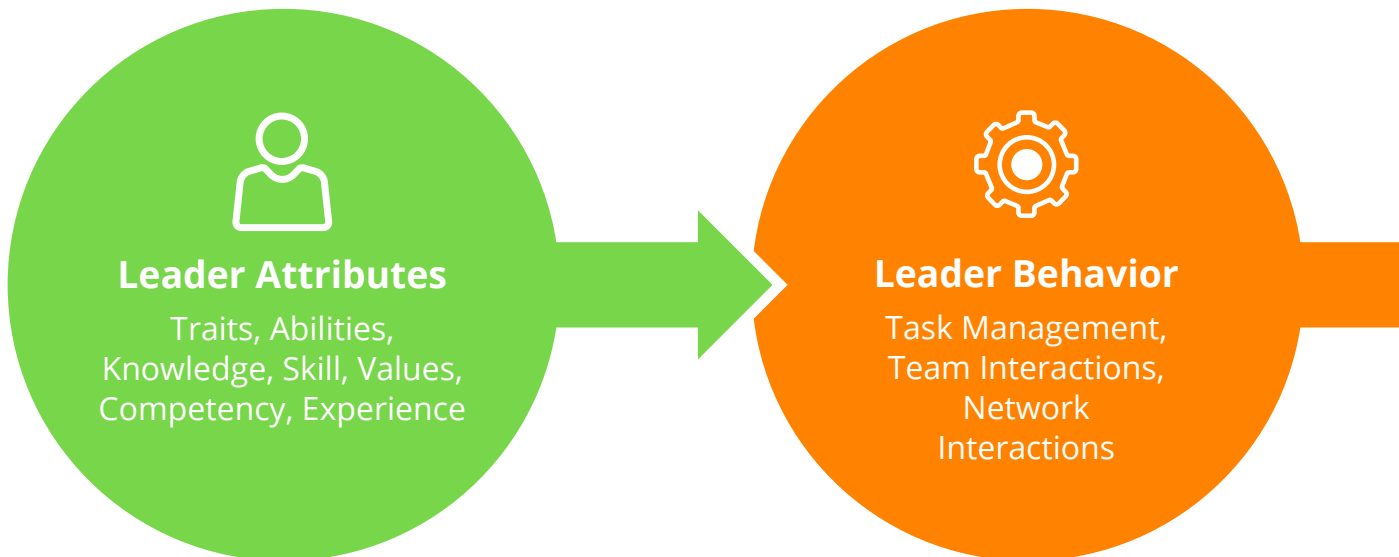 Leader Attributes
Traits, Abilities,
Knowledge, Skill, Values,
Competency, Experience
Leader Behavior
Task Management,
Team Interactions,
Network
Interactions